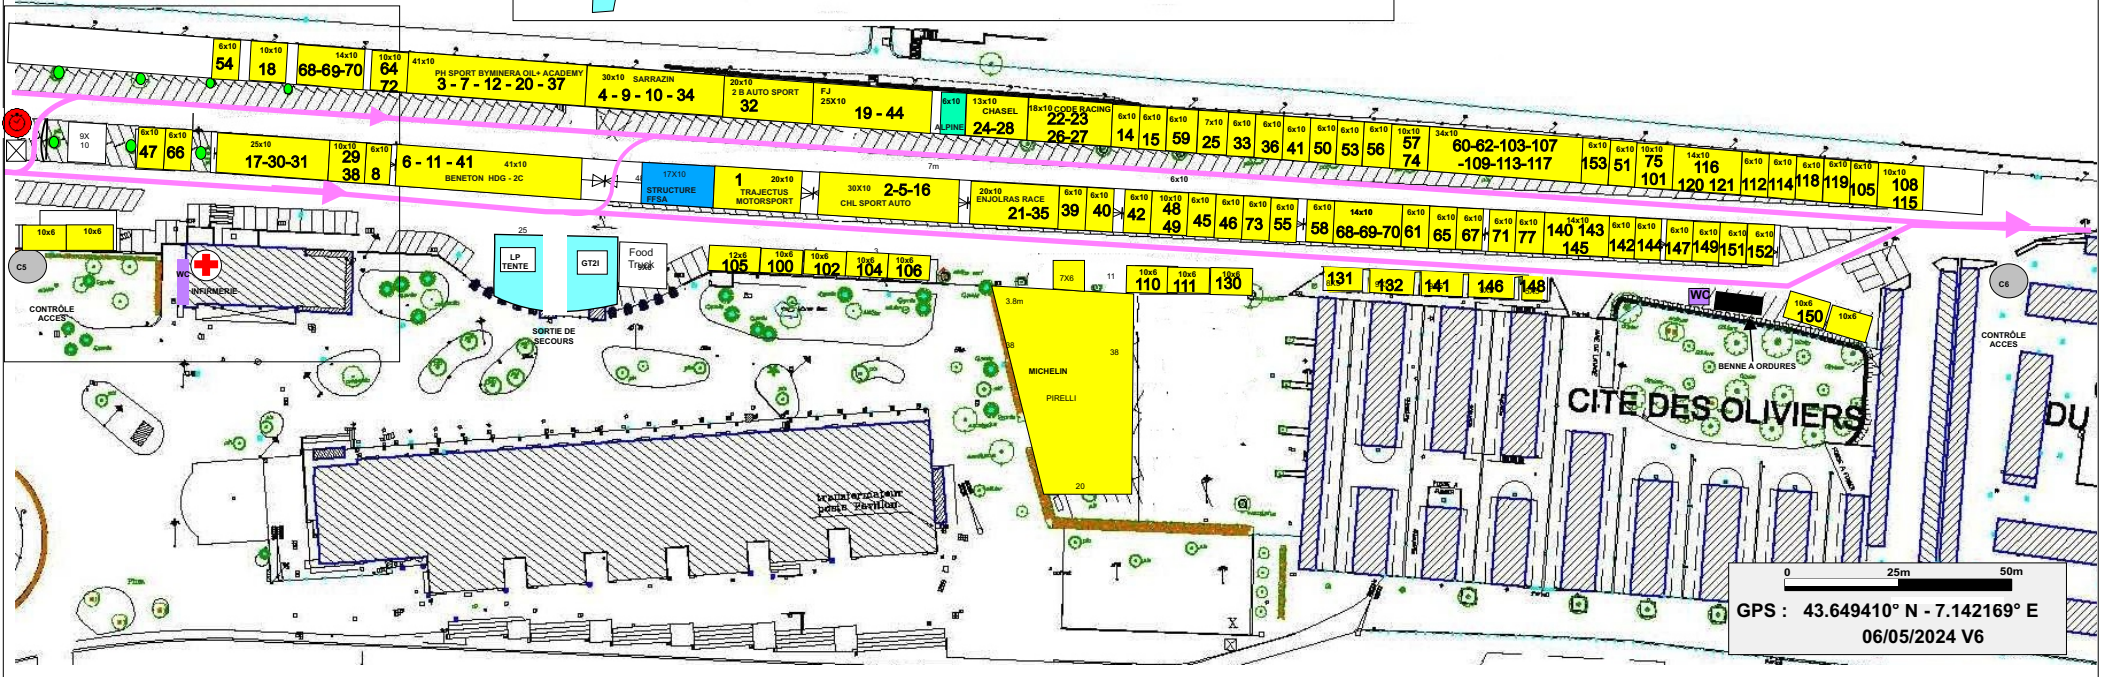 6x10
54
10x10
18
14x10
68-69-70
10x10
64
72
41x10
PH SPORT BYMINERA OIL+ ACADEMY
3 - 7 - 12 - 20 - 37
30x10 SARRAZIN
4 - 9 - 10 - 34
20x10
2 B AUTO SPORT
32
FJ
25X10
19 - 44
6x10
ALPINE
13x10
CHASEL
24-28
18x10 CODE RACING
22-23
26-27
6x10
14
6x10
15
6x10
59
7x10
25
6x10
33
6x10
36
6x10
41
6x10
50
6x10
53
6x10
56
10x10
57
74
34x10
60-62-103-107
-109-113-117
6x10
153
6x10
51
10x10
75
101
14x10
116
120 121
6x10
112
6x10
114
6x10
118
6x10
119
6x10
105
10x10
108
115
9X
10
6x10
47
6x10
66
25x10
17-30-31
10x10
29
38
6x10
8
6 - 11 - 41
41x10
BENETON HDG - 2C
7m
6x10
17X10
STRUCTURE
FFSA
1
20x10
TRAJECTUS
MOTORSPORT
30X10 2-5-16
CHL SPORT AUTO
20x10
ENJOLRAS RACE
21-35
6x10
39
6x10
40
6x10
42
10x10
48
49
6x10
45
6x10
46
6x10
73
6x10
55
6x10
58
14x10
68-69-70
6x10
61
6x10
65
6x10
67
6x10
71
6x10
77
14x10
140 143
145
6x10
142
6x10
144
6x10
147
6x10
149
6x10
151
6x10
152
10x6
10x6
C5
CONTRÔLE
ACCES
WC
INFIRMERIE
25
LP
TENTE
GT2I
Food
Truck
SORTIE DE
SECOURS
12x6
105
10x6
100
10x6
102
10x6
104
10x6
106
7X6
11
10x6
110
10x6
111
10x6
130
131
132
141
146
148
WC
10x6
150
10x6
C6
CONTRÔLE
ACCES
BENNE A ORDURES
3.8m
38
38
MICHELIN
PIRELLI
20
CITE DES OLIVIERS
DU
transformateur
poste Pavillon
X
0 25m 50m
GPS : 43.649410° N - 7.142169° E
06/05/2024 V6